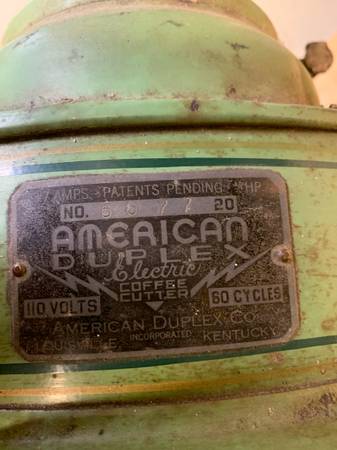 AMPS. PATENTS PENDING HP
NO. 5577 20
AMERICAN
DUPLEX
Electric
COFFEE
CUTTER
110 VOLTS 60 CYCLES
AMERICAN DUPLEX CO.
LOUISVILLE INCORPORATED KENTUCKY